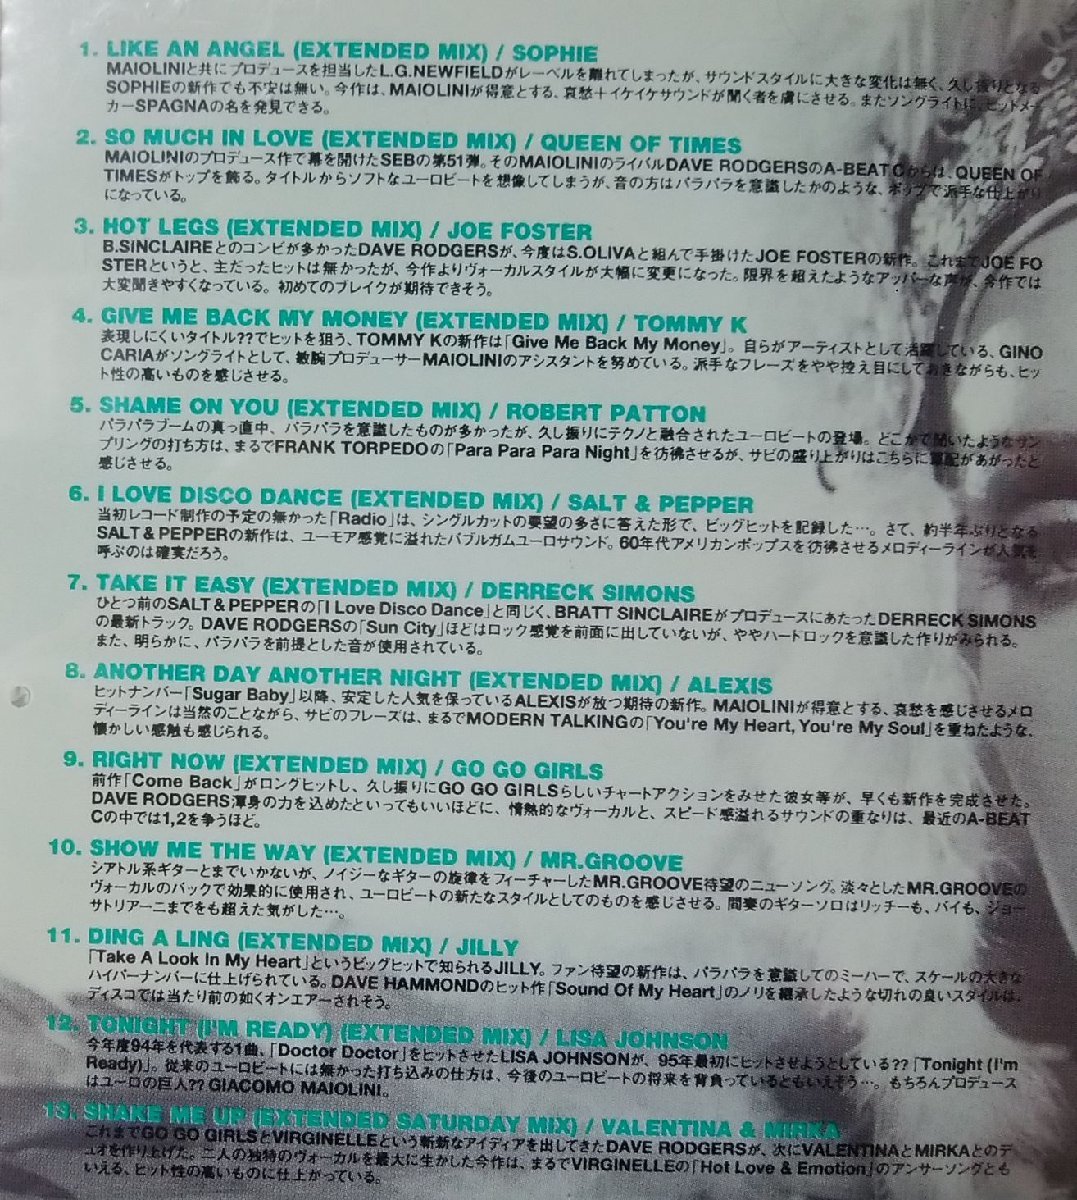 1. LIKE AN ANGEL (EXTENDED MIX) / SOPHIE
MAIOLINIと共にプロデュースを担当したL.G.NEWFIELDがレーベルを離れてしまったが、サウンドスタイルに大きな変化は無く、久し振りとなる
SOPHIEの新作でも不安は無い。今作は、MAIOLINIが得意とする、哀愁＋イケイケサウンドが聞く者を虜にさせる。またソングライトに、ヒットメー
カーSPAGNAの名を発見できる。
2. SO MUCH IN LOVE (EXTENDED MIX) / QUEEN OF TIMES
MAIOLINIのプロデュース作で幕を開けたSEBの第51弾。そのMAIOLINIのライバルDAVE RODGERSのA-BEAT Cからは、QUEEN OF
TIMESがトップを飾る。タイトルからソフトなユーロビートを想像してしまうが、音の方はパラパラを意識したかのような、ポップで派手な仕上がり
になっている。
3. HOT LEGS (EXTENDED MIX) / JOE FOSTER
B.SINCLAIREとのコンビが多かったDAVE RODGERSが、今度はS.OLIVAと組んで手掛けたJOE FOSTERの新作。これまでJOE FO
STERというと、主だったヒットは無かったが、今作よりヴォーカルスタイルが大幅に変更になった。限界を超えたようなアッパーな声が、今作では
大変聞きやすくなっている。初めてのブレイクが期待できそう。
4. GIVE ME BACK MY MONEY (EXTENDED MIX) / TOMMY K
表現しにくいタイトル??でヒットを狙う、TOMMY Kの新作は「Give Me Back My Money」。自らがアーティストとして活躍している、GINO
CARIAがソングライトとして、敏腕プロデューサーMAIOLINIのアシスタントを努めている。派手なフレーズをやや控え目にしておきながらも、ヒッ
ト性の高いものを感じさせる。
5. SHAME ON YOU (EXTENDED MIX) / ROBERT PATTON
パラパラブームの真っ直中、パラパラを意識したものが多かったが、久し振りにテクノと融合されたユーロビートの登場。どこかで聞いたようなサン
プリングの打ち方は、まるでFRANK TORPEDOの「Para Para Para Night」を彷彿させるが、サビの盛り上がりはこちらに軍配があがったと
感じさせる。
6. I LOVE DISCO DANCE (EXTENDED MIX) / SALT & PEPPER
当初レコード制作の予定の無かった「Radio」は、シングルカットの要望の多さに答えた形で、ビッグヒットを記録した…。さて、約半年ぶりとなる
SALT & PEPPERの新作は、ユーモア感覚に溢れたバブルガムユーロサウンド。60年代アメリカンポップスを彷彿させるメロディーラインが人気を
呼ぶのは確実だろう。
7. TAKE IT EASY (EXTENDED MIX) / DERRECK SIMONS
ひとつ前のSALT & PEPPERの「I Love Disco Dance」と同じく、BRATT SINCLAIREがプロデュースにあたったDERRECK SIMONS
の最新トラック。DAVE RODGERSの「Sun City」ほどはロック感覚を前面に出していないが、ややハードロックを意識した作りがみられる。
また、明らかに、パラパラを前提とした音が使用されている。
8. ANOTHER DAY ANOTHER NIGHT (EXTENDED MIX) / ALEXIS
ヒットナンバー「Sugar Baby」以降、安定した人気を保っているALEXISが放つ期待の新作。MAIOLINIが得意とする、哀愁を感じさせるメロ
ディーラインは当然のことながら、サビのフレーズは、まるでMODERN TALKINGの「You're My Heart, You're My Soul」を重ねたような、
懐かしい感触も感じられる。
9. RIGHT NOW (EXTENDED MIX) / GO GO GIRLS
前作「Come Back」がロングヒットし、久し振りにGO GO GIRLSらしいチャートアクションをみせた彼女等が、早くも新作を完成させた。
DAVE RODGERS渾身の力を込めたといってもいいほどに、情熱的なヴォーカルと、スピード感溢れるサウンドの重なりは、最近のA-BEAT
Cの中では1,2を争うほど。
10. SHOW ME THE WAY (EXTENDED MIX) / MR.GROOVE
シアトル系ギターとまでいかないが、ノイジーなギターの旋律をフィーチャーしたMR.GROOVE待望のニューソング。淡々としたMR.GROOVEの
ヴォーカルのバックで効果的に使用され、ユーロビートの新たなスタイルとしてのものを感じさせる。間奏のギターソロはリッチーも、バイも、ジョー
サトリアーニまでをも超えた気がした…。
11. DING A LING (EXTENDED MIX) / JILLY
「Take A Look In My Heart」というビッグヒットで知られるJILLY。ファン待望の新作は、パラパラを意識してのミーハーで、スケールの大きな
ハイパーナンバーに仕上げられている。DAVE HAMMONDのヒット作「Sound Of My Heart」のノリを継承したような切れの良いスタイルは、
ディスコでは当たり前の如くオンエアーされそう。
12. TONIGHT (I'M READY) (EXTENDED MIX) / LISA JOHNSON
今年度94年を代表する1曲、「Doctor Doctor」をヒットさせたLISA JOHNSONが、95年最初にヒットさせようとしている??「Tonight (I'm
Ready)」。従来のユーロビートには無かった打ち込みの仕方は、今後のユーロビートの将来を背負っているともいえそう…。もちろんプロデュース
はユーロの巨人?? GIACOMO MAIOLINI。
13. SHAKE ME UP (EXTENDED SATURDAY MIX) / VALENTINA & MIRKA
これまでGO GO GIRLSとVIRGINELLEという斬新なアイディアを出してきたDAVE RODGERSが、次にVALENTINAとMIRKAとのデ
ュオを作り上げた。二人の独特のヴォーカルを最大に生かした今作は、まるでVIRGINELLEの「Hot Love & Emotion」のアンサーソングとも
いえる、ヒット性の高いものに仕上がっている。